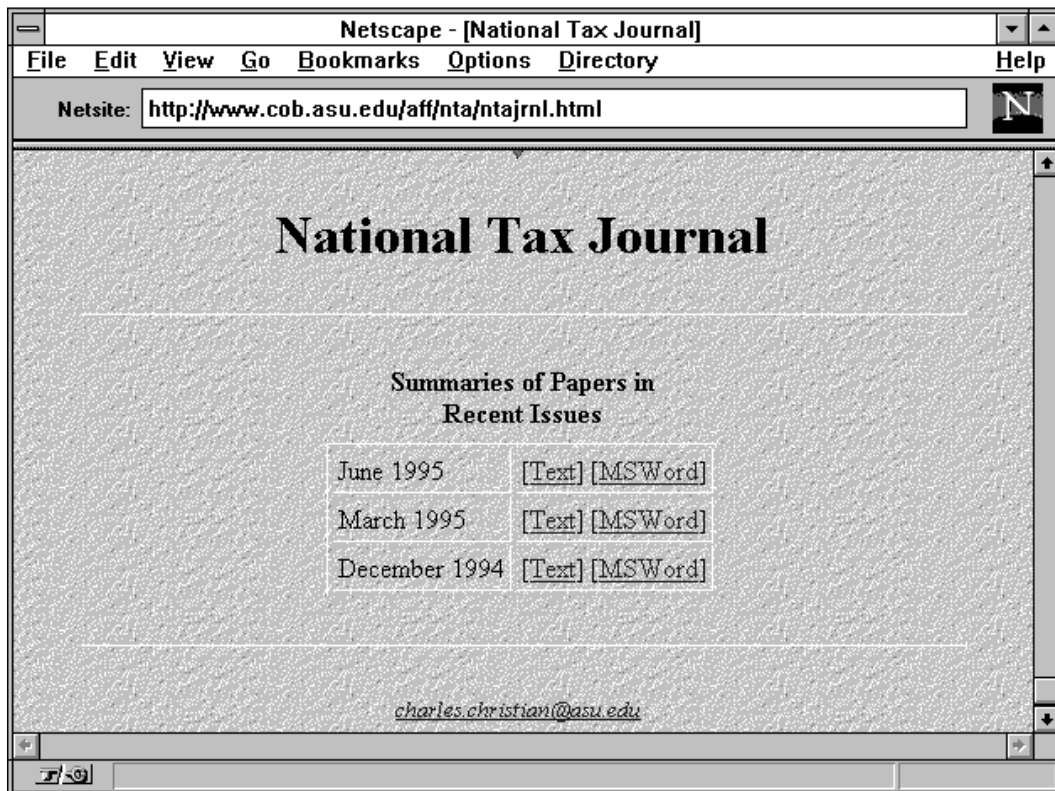 Netscape - [National Tax Journal]
File Edit View Go Bookmarks Options Directory Help
Netsite: http://www.cob.asu.edu/aff/nta/ntajrnl.html
N
National Tax Journal
Summaries of Papers in
Recent Issues
June 1995 [Text] [MSWord]
March 1995 [Text] [MSWord]
December 1994 [Text] [MSWord]
charles.christian@asu.edu